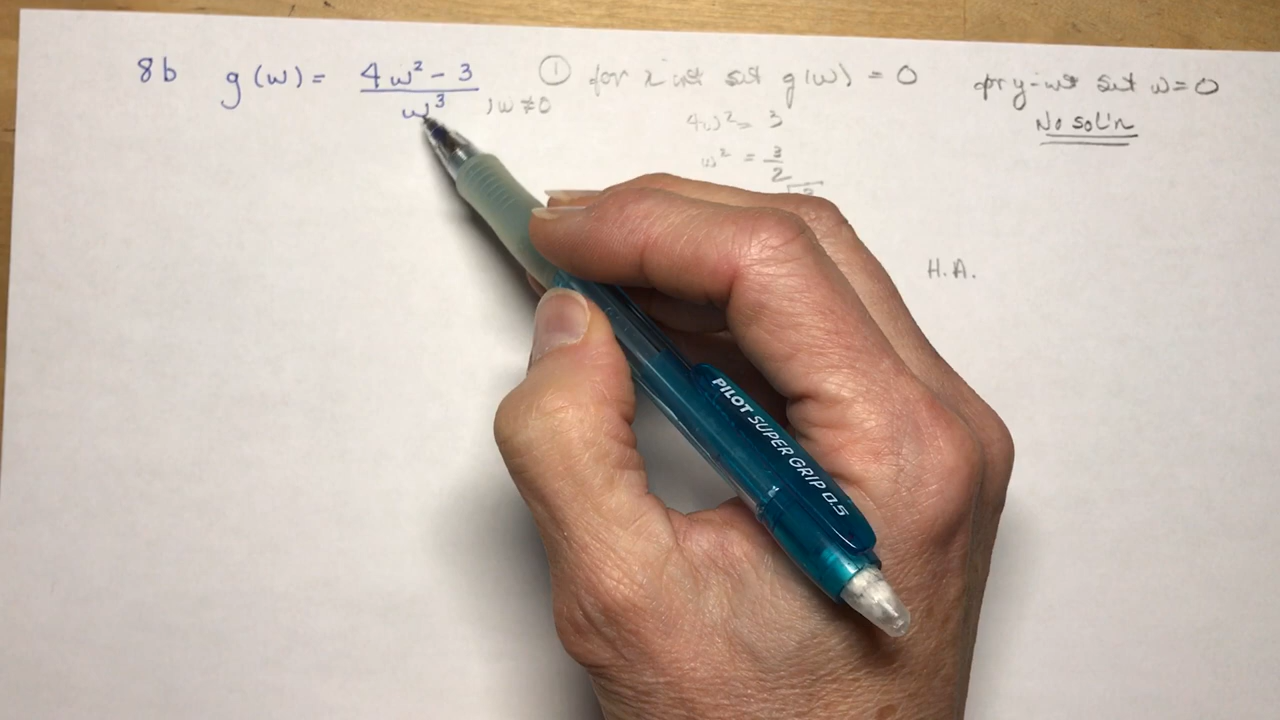 8b g(w) = 4w² - 3 / w³ , w ≠ 0
① for x int set g(w) = 0
4w² = 3
w² = 3/2
for y-int set w = 0
No sol'n
H.A.
PILOT SUPER GRIP 0.5